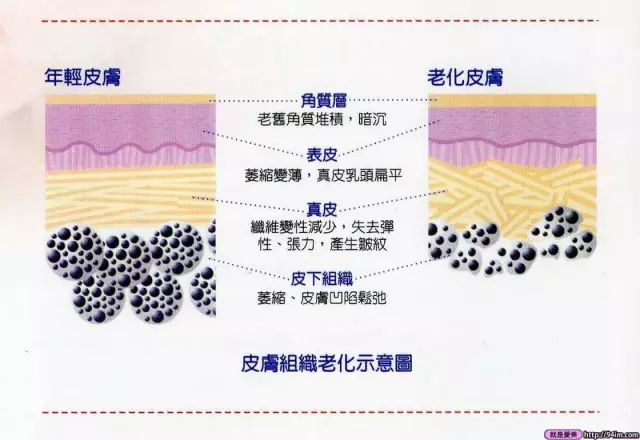 年輕皮膚
老化皮膚
角質層
老舊角質堆積，暗沉
表皮
萎縮變薄，真皮乳頭扁平
真皮
纖維變性減少，失去彈
性、張力，產生皺紋
皮下組織
萎縮、皮膚凹陷鬆弛
皮膚組織老化示意圖
就是愛美 http://94im.com